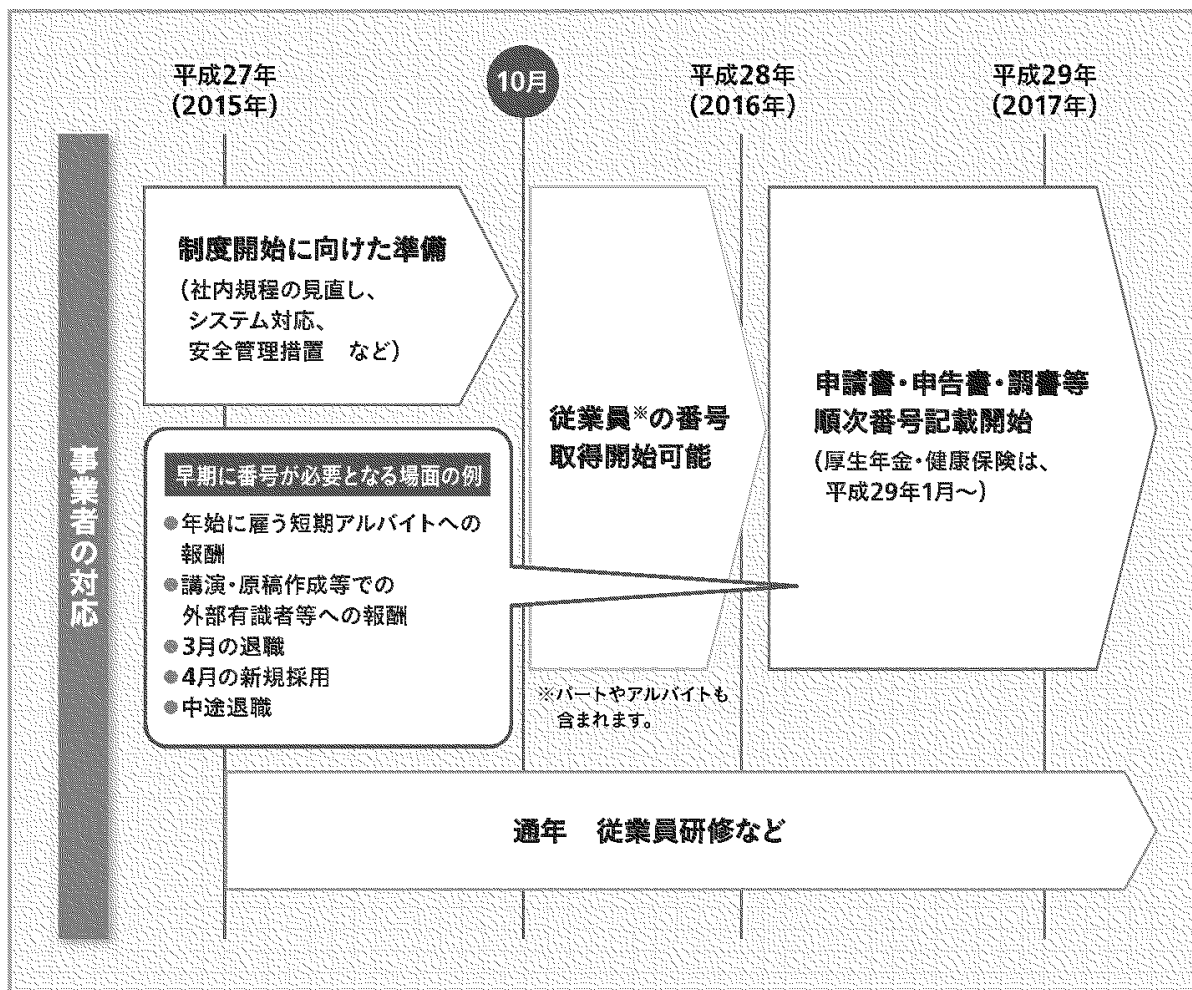 平成27年
(2015年)
10月
平成28年
(2016年)
平成29年
(2017年)
事業者の対応
制度開始に向けた準備
(社内規程の見直し、
システム対応、
安全管理措置　など)
早期に番号が必要となる場面の例
●年始に雇う短期アルバイトへの
報酬
●講演・原稿作成等での
外部有識者等への報酬
●3月の退職
●4月の新規採用
●中途退職
従業員※の番号
取得開始可能
※パートやアルバイトも
含まれます。
申請書・申告書・調書等
順次番号記載開始
(厚生年金・健康保険は、
平成29年1月～)
通年　従業員研修など